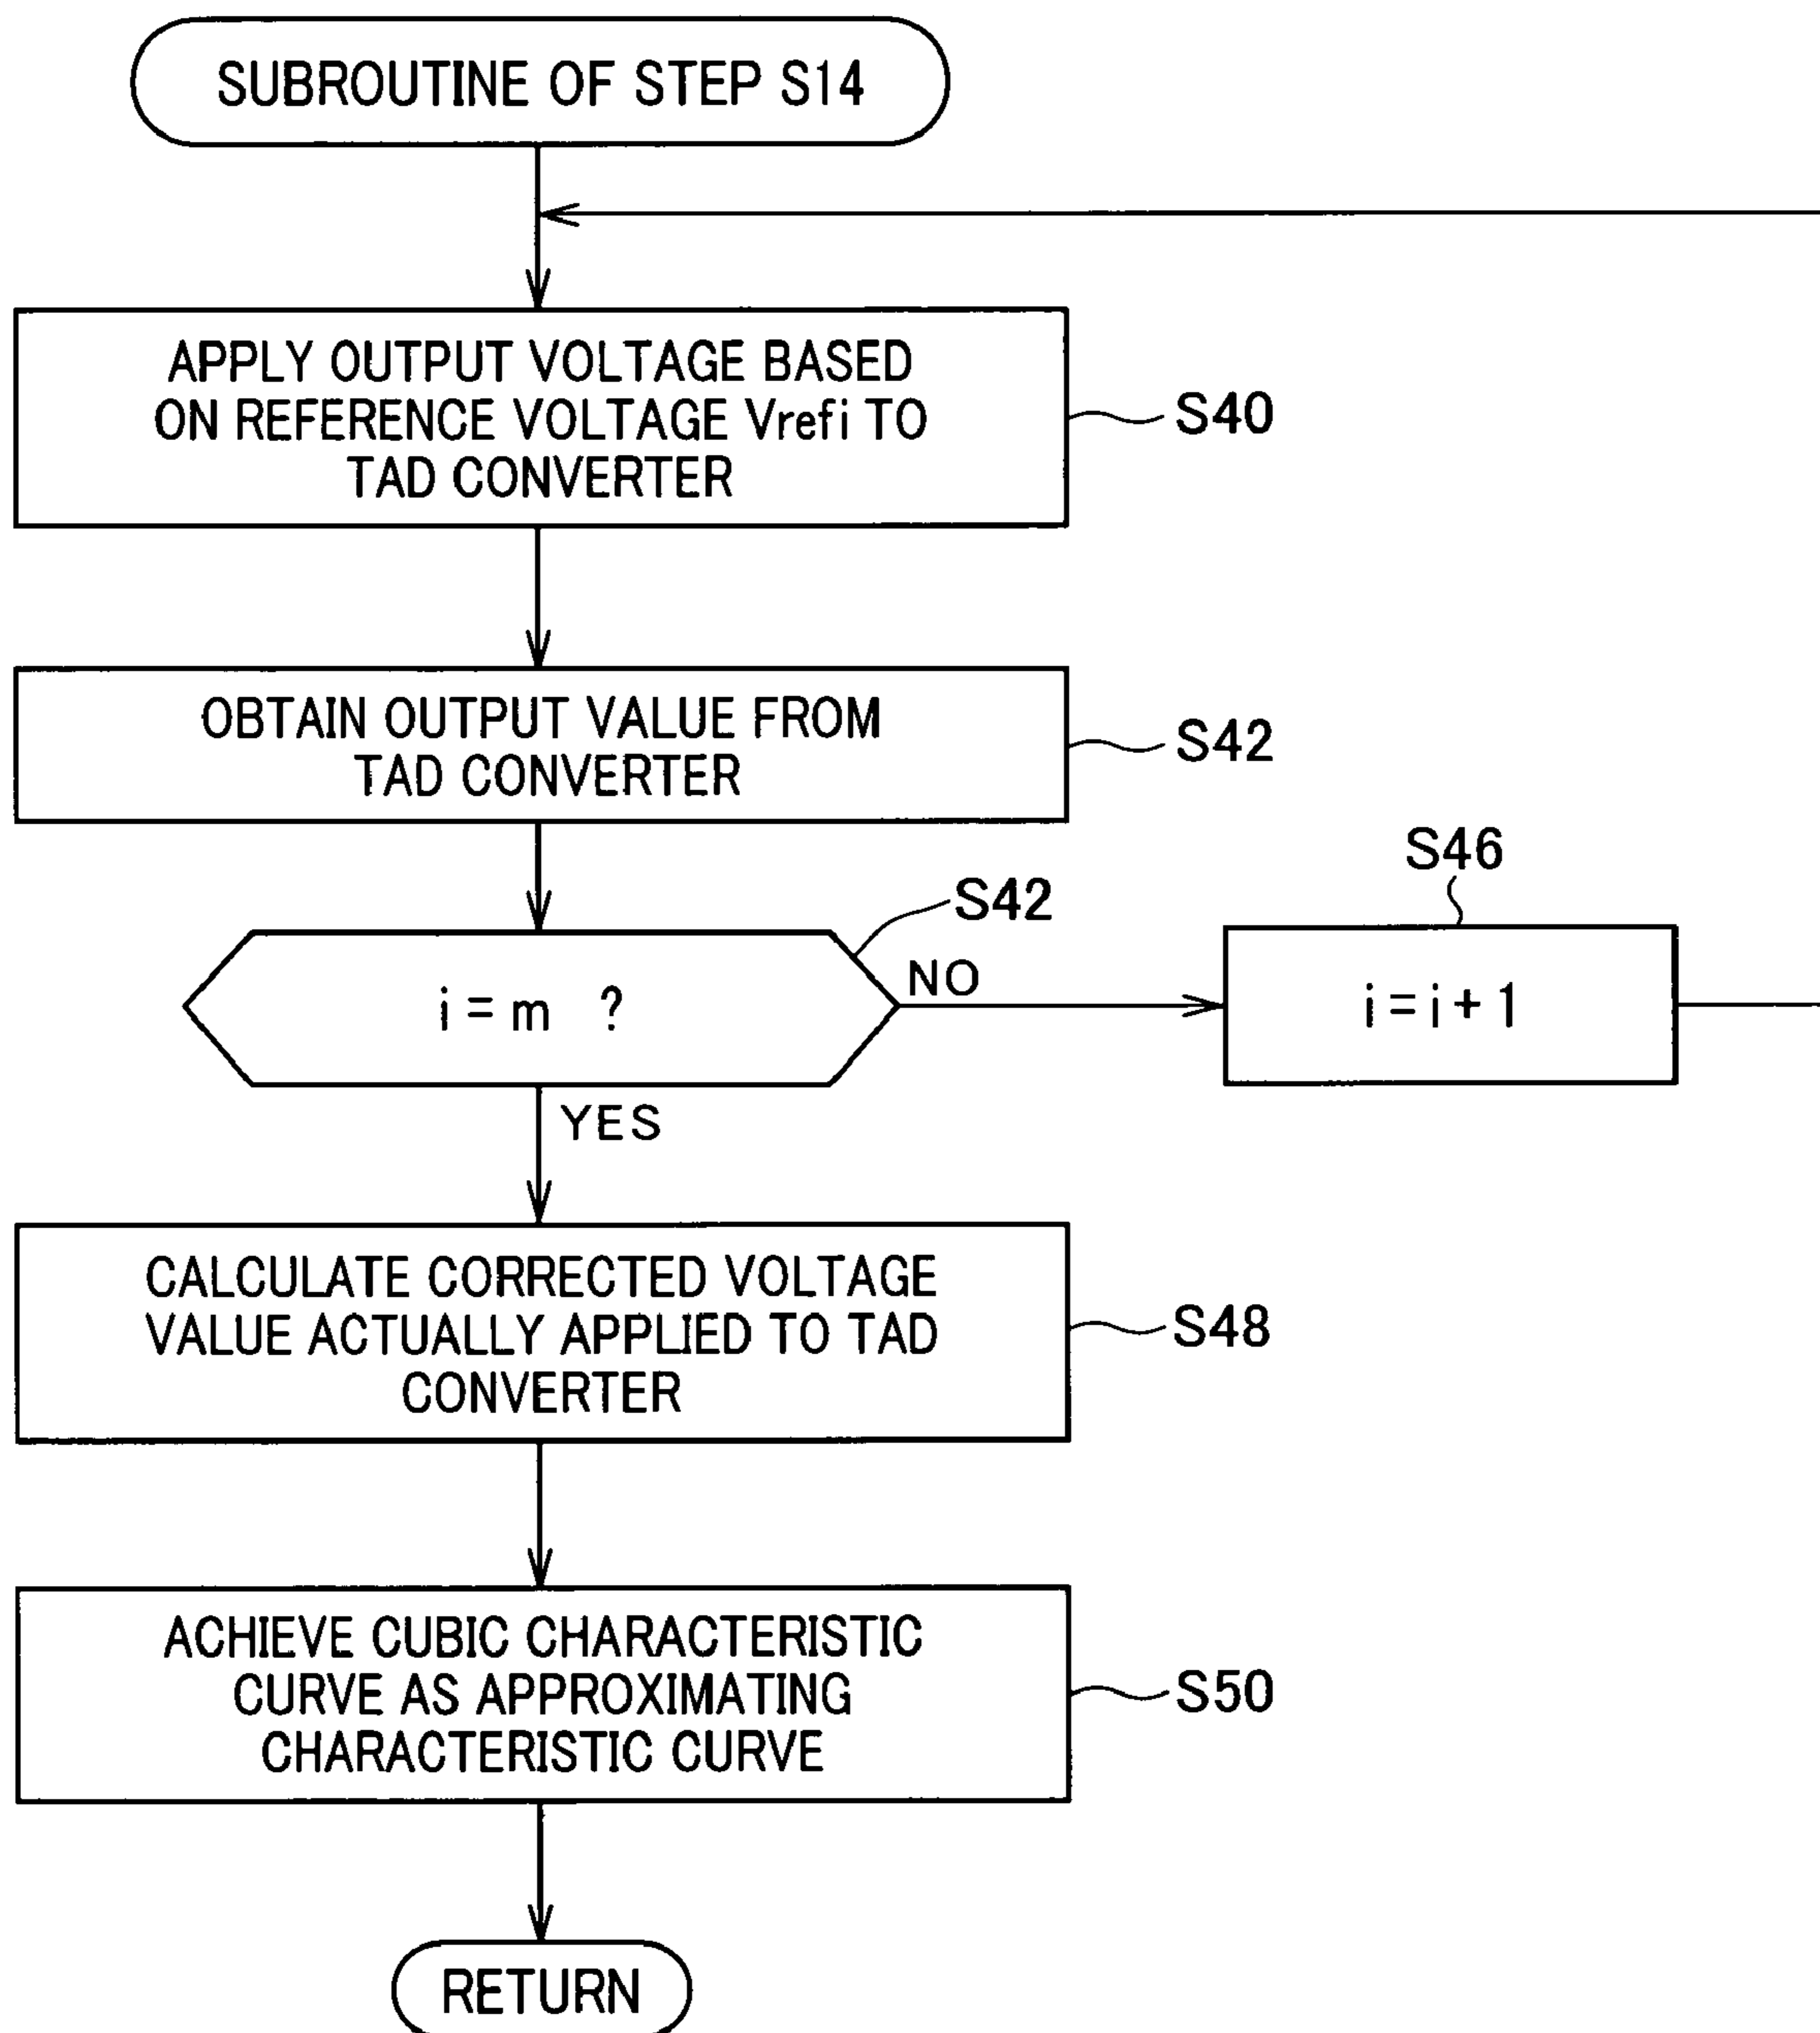 SUBROUTINE OF STEP S14
APPLY OUTPUT VOLTAGE BASED
ON REFERENCE VOLTAGE Vrefi TO
TAD CONVERTER
S40
OBTAIN OUTPUT VALUE FROM
TAD CONVERTER
S42
S42
i = m ?
NO
S46
i = i + 1
YES
CALCULATE CORRECTED VOLTAGE
VALUE ACTUALLY APPLIED TO TAD
CONVERTER
S48
ACHIEVE CUBIC CHARACTERISTIC
CURVE AS APPROXIMATING
CHARACTERISTIC CURVE
S50
RETURN